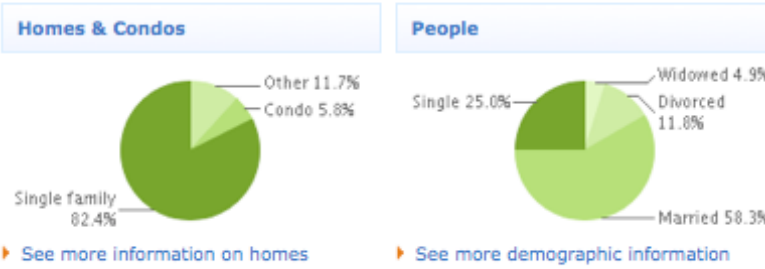 Homes & Condos
Other 11.7%
Condo 5.8%
Single family
82.4%
See more information on homes
People
Widowed 4.9%
Single 25.0%
Divorced
11.8%
Married 58.3%
See more demographic information